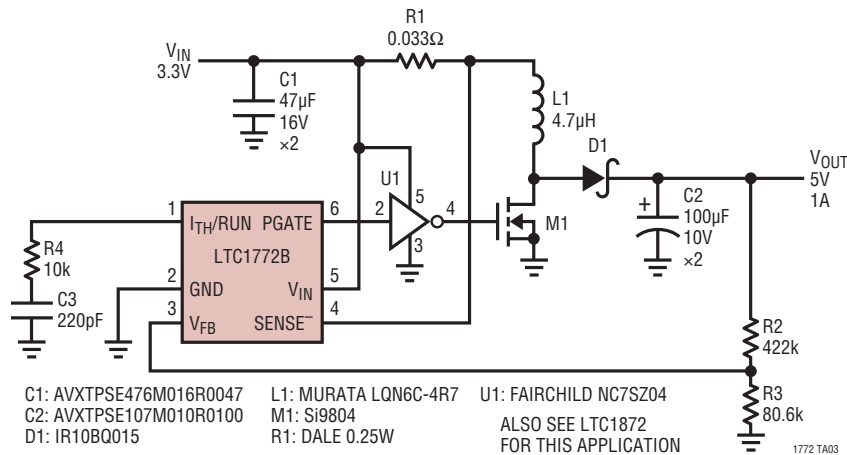 R1
0.033Ω
VIN
3.3V
C1
47µF
16V
×2
L1
4.7µH
D1
VOUT
5V
1A
U1
5
2
4
3
M1
+
C2
100µF
10V
×2
1
ITH/RUN
PGATE
6
LTC1772B
R4
10k
2
GND
VIN
5
C3
220pF
3
VFB
SENSE–
4
R2
422k
R3
80.6k
C1: AVXTPSE476M016R0047
C2: AVXTPSE107M010R0100
D1: IR10BQ015
L1: MURATA LQN6C-4R7
M1: Si9804
R1: DALE 0.25W
U1: FAIRCHILD NC7SZ04
ALSO SEE LTC1872
FOR THIS APPLICATION
1772 TA03